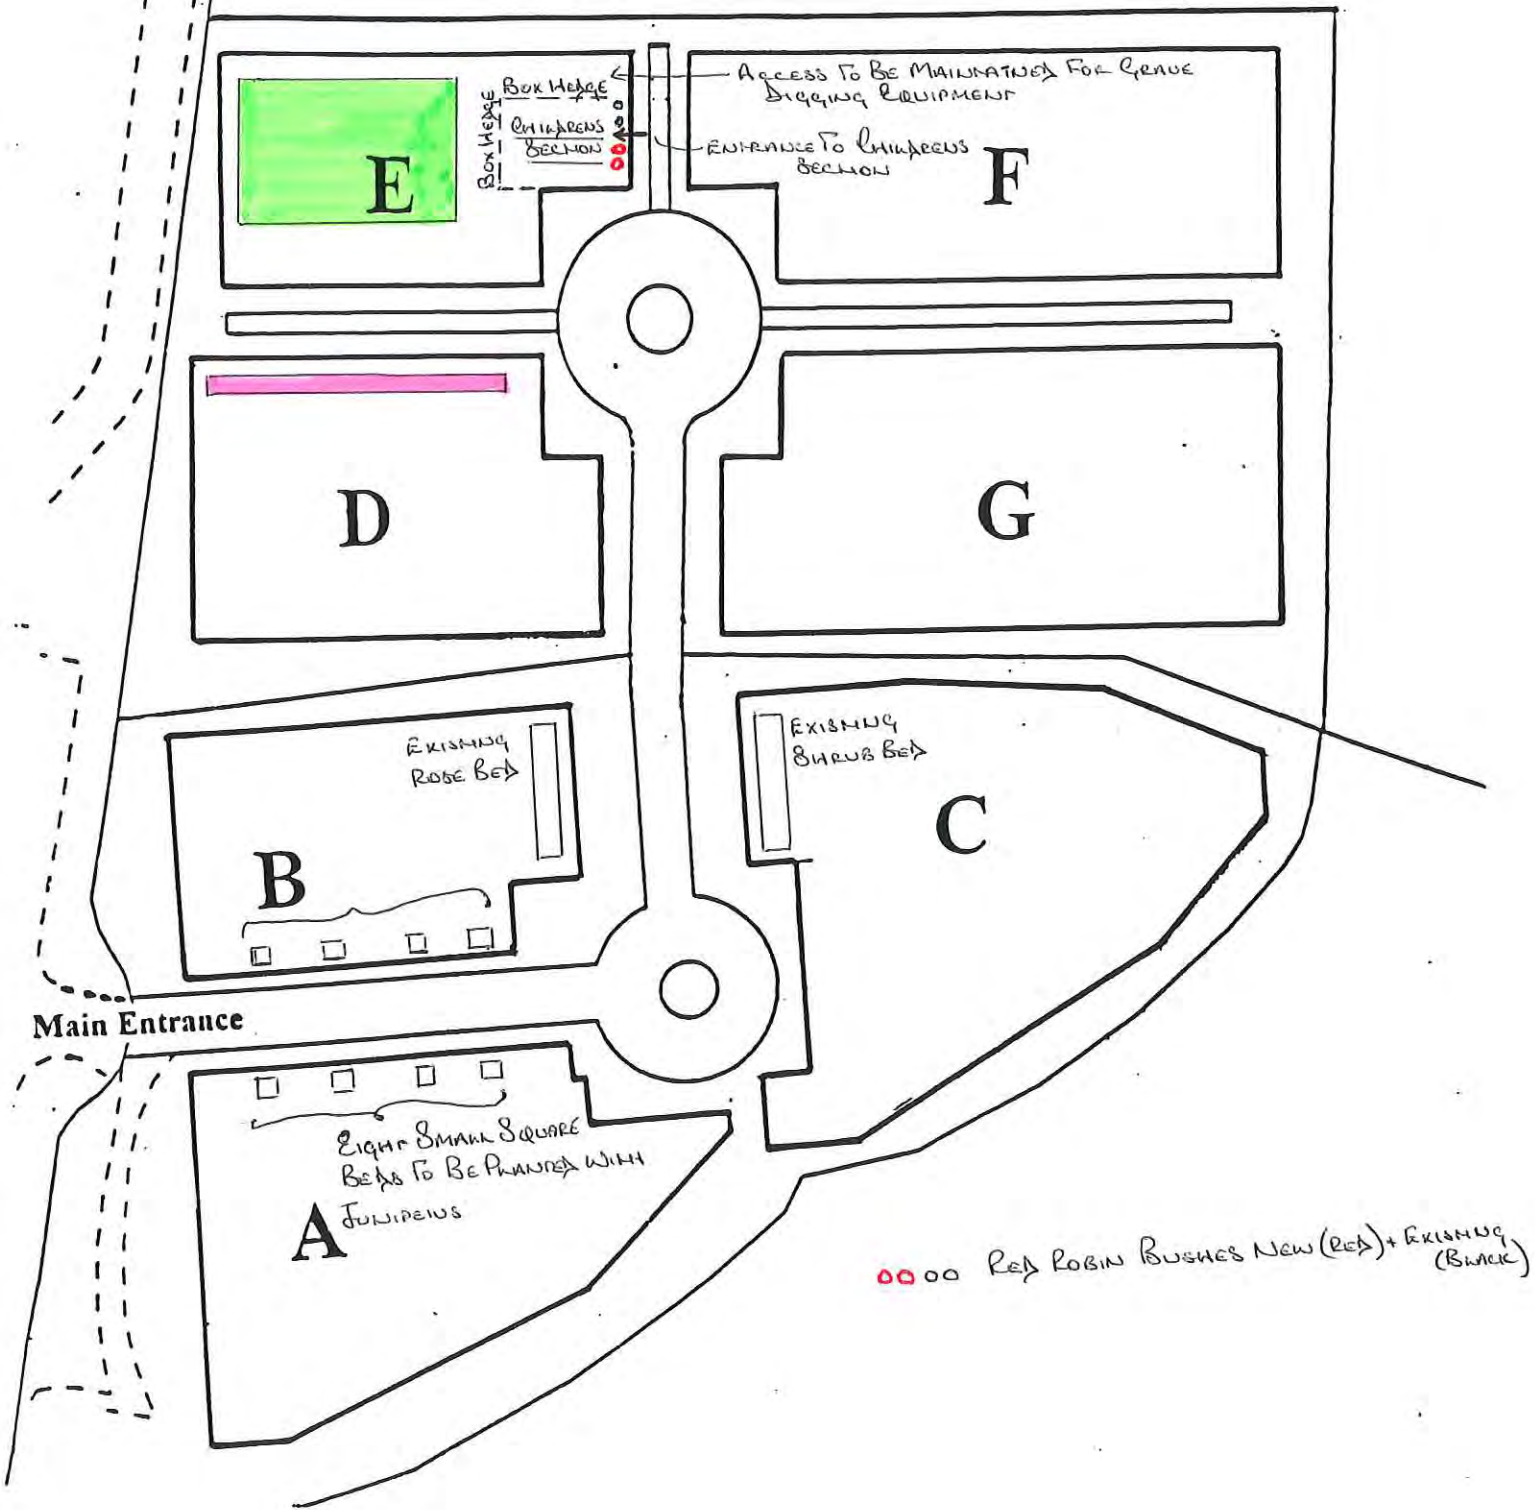 BOX HEDGE
ACCESS TO BE MAINTAINED FOR GRAVE
DIGGING EQUIPMENT
BOX HEDGE
CHILDRENS
SECTION
ENTRANCE TO CHILDRENS
SECTION
E
F
D
G
EXISTING
ROSE BED
EXISTING
SHRUB BED
B
C
Main Entrance
EIGHT SMALL SQUARE
BEDS TO BE PLANTED WITH
JUNIPERUS
A
RED ROBIN BUSHES NEW (RED) + EXISTING
(BLACK)